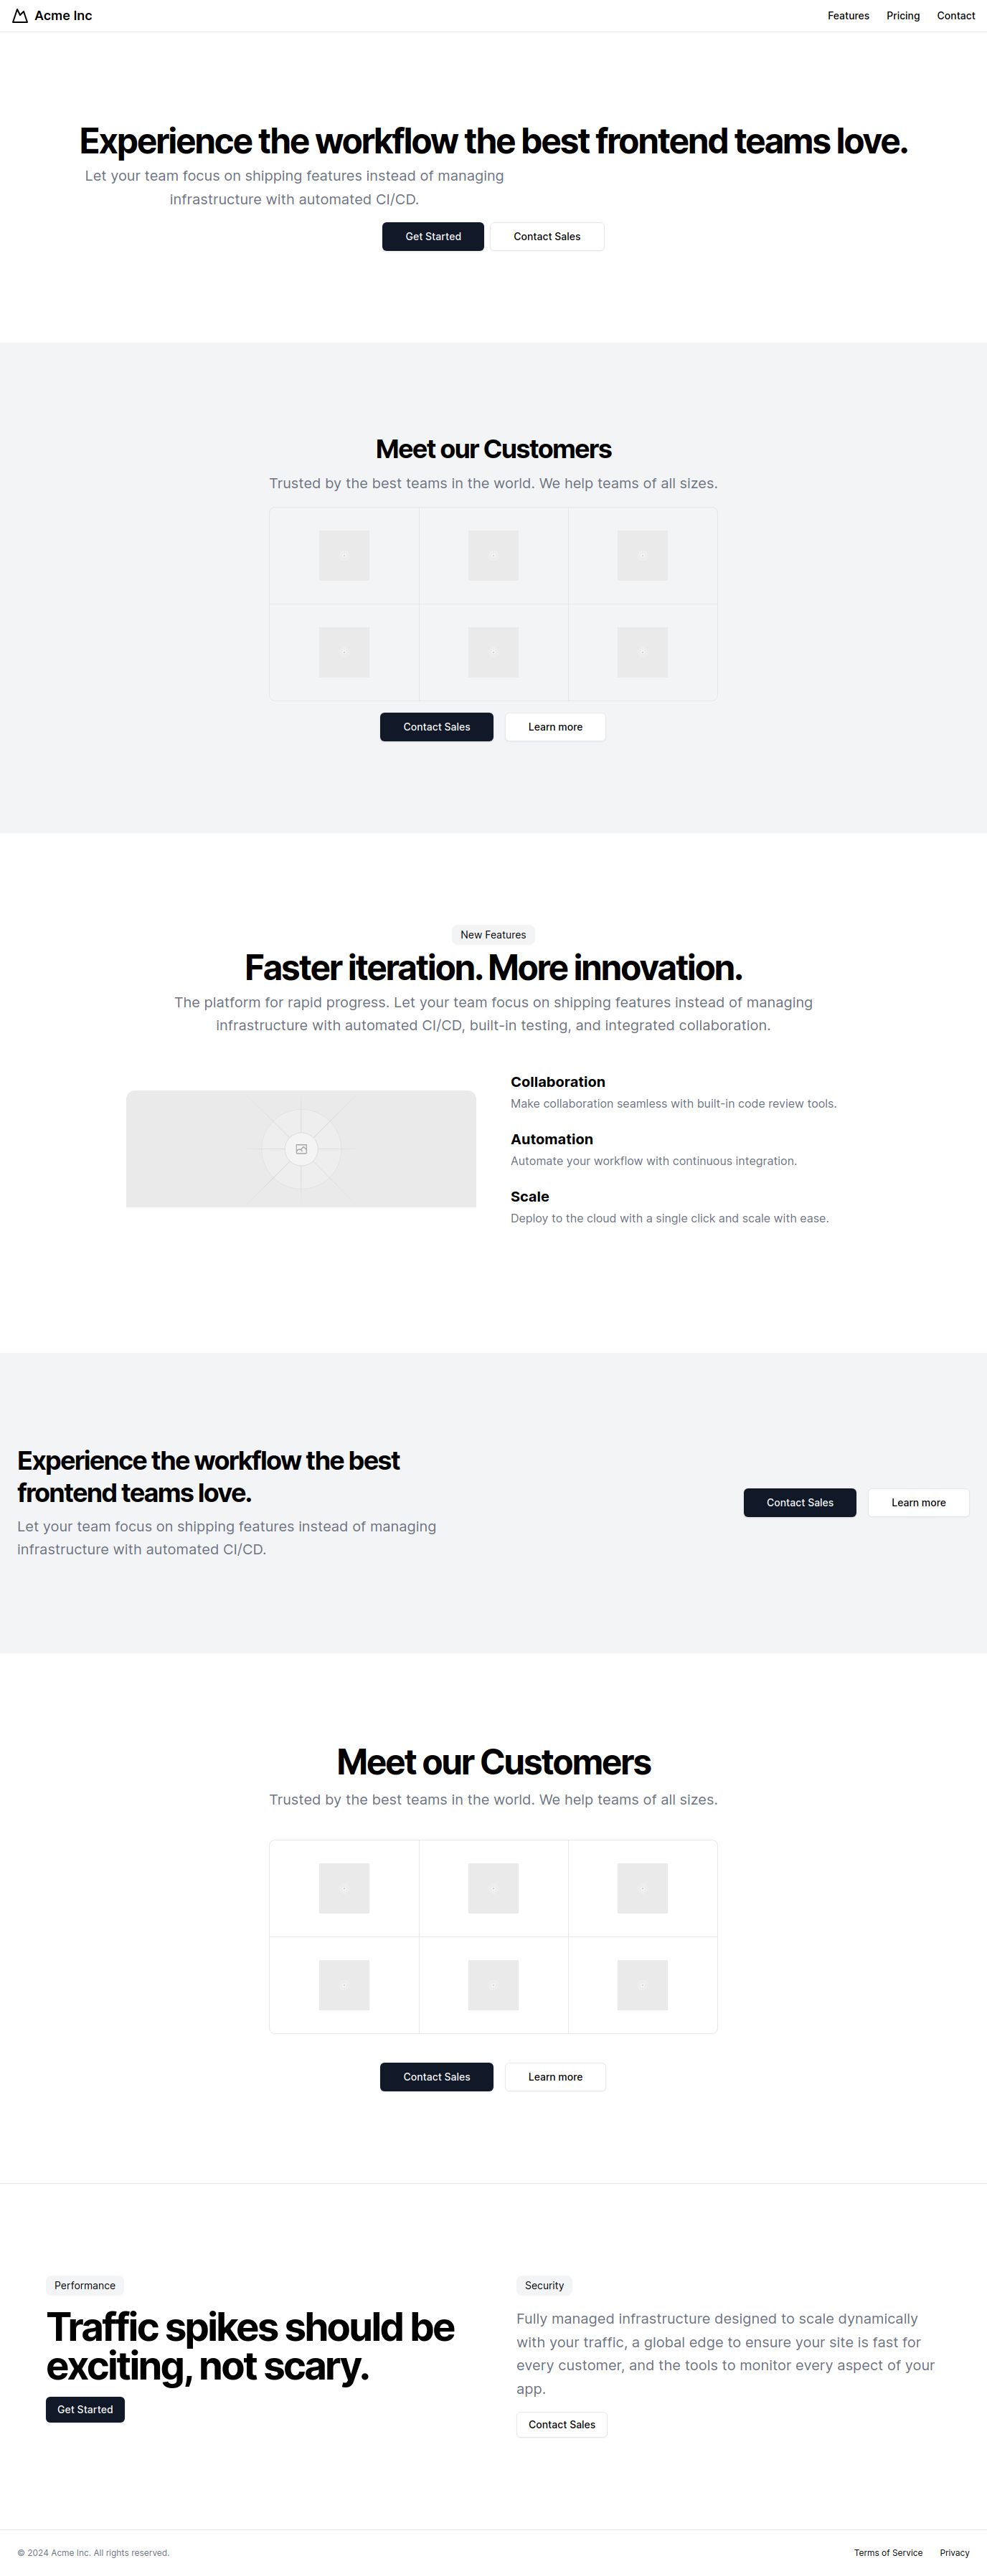 Acme Inc
Features
Pricing
Contact
Experience the workflow the best frontend teams love.
Let your team focus on shipping features instead of managing
infrastructure with automated CI/CD.
Get Started
Contact Sales
Meet our Customers
Trusted by the best teams in the world. We help teams of all sizes.
Contact Sales
Learn more
New Features
Faster iteration. More innovation.
The platform for rapid progress. Let your team focus on shipping features instead of managing
infrastructure with automated CI/CD, built-in testing, and integrated collaboration.
Collaboration
Make collaboration seamless with built-in code review tools.
Automation
Automate your workflow with continuous integration.
Scale
Deploy to the cloud with a single click and scale with ease.
Experience the workflow the best
frontend teams love.
Let your team focus on shipping features instead of managing
infrastructure with automated CI/CD.
Contact Sales
Learn more
Meet our Customers
Trusted by the best teams in the world. We help teams of all sizes.
Contact Sales
Learn more
Performance
Traffic spikes should be
exciting, not scary.
Get Started
Security
Fully managed infrastructure designed to scale dynamically
with your traffic, a global edge to ensure your site is fast for
every customer, and the tools to monitor every aspect of your
app.
Contact Sales
© 2024 Acme Inc. All rights reserved.
Terms of Service
Privacy